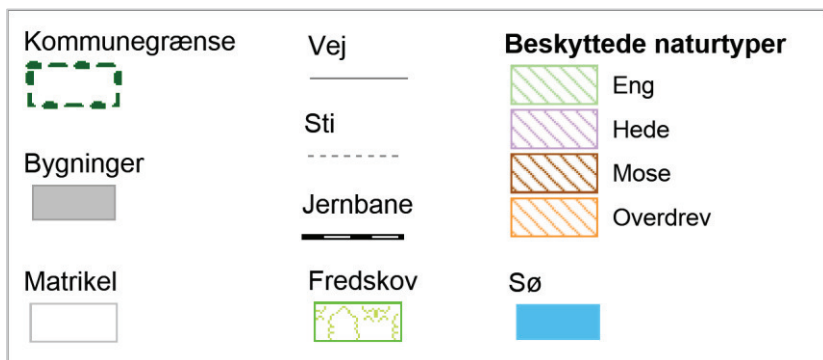 Kommunegrænse
Bygninger
Matrikel
Vej
Sti
Jernbane
Fredskov
Beskyttede naturtyper
Eng
Hede
Mose
Overdrev
Sø